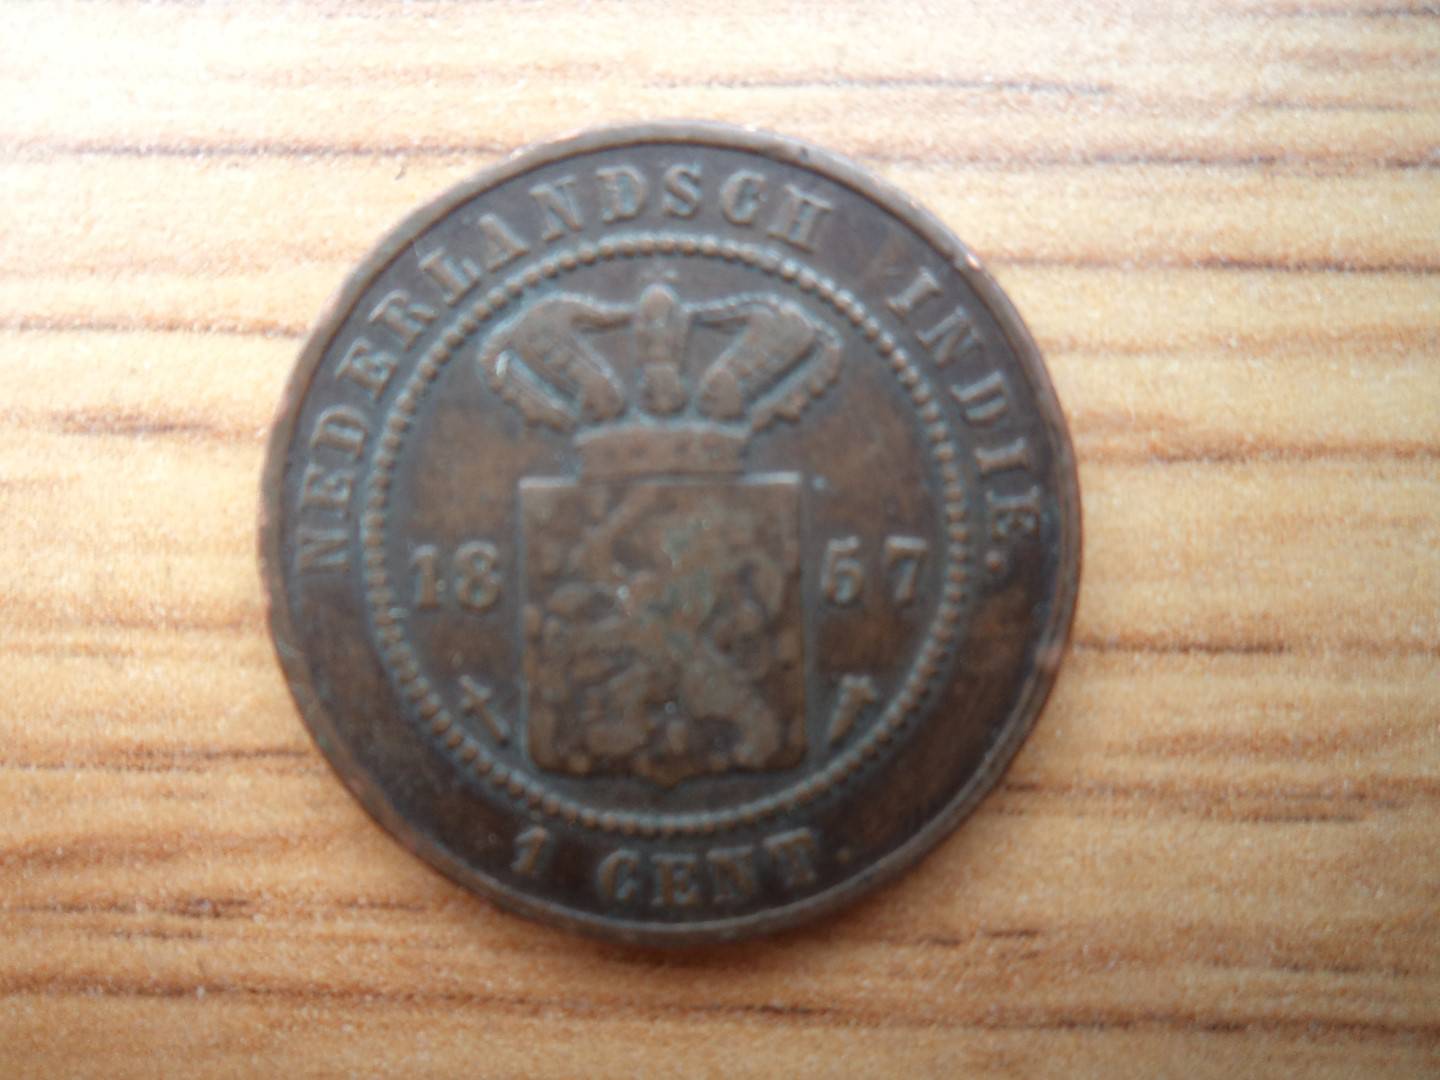 NEDERLANDSCH INDIE.
18 57
1 CENT.